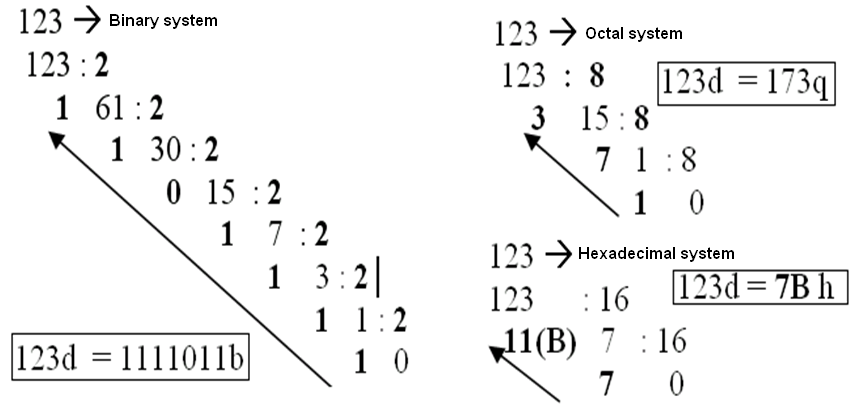 123 → Binary system
123 : 2
1 61 : 2
1 30 : 2
0 15 : 2
1 7 : 2
1 3 : 2|
1 1 : 2
1 0
123d = 1111011b
123 → Octal system
123 : 8
123d = 173q
3 15 : 8
7 1 : 8
1 0
123 → Hexadecimal system
123 : 16
123d = 7B h
11(B) 7 : 16
7 0